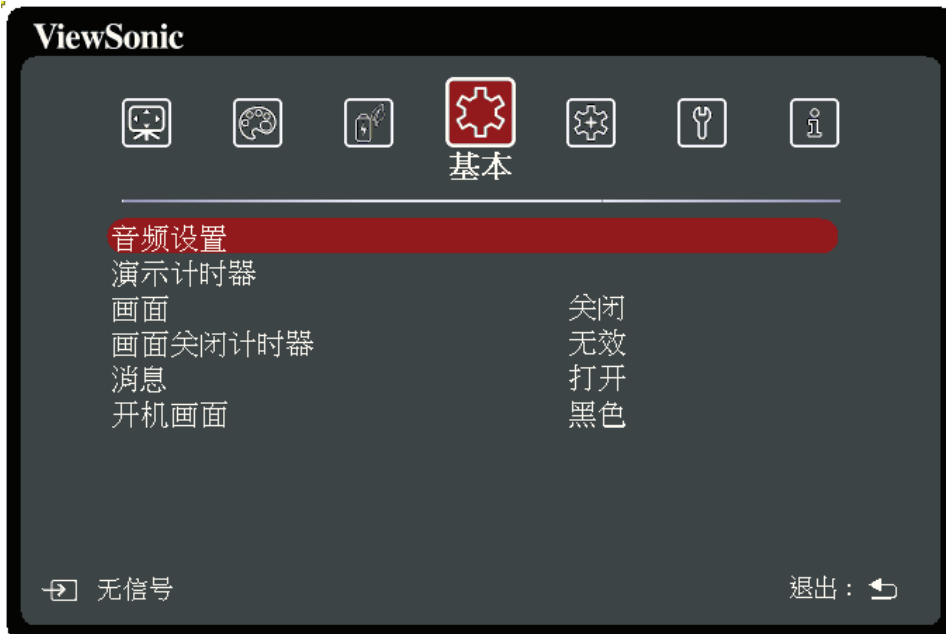 ViewSonic
基本
音频设置
演示计时器
画面 关闭
画面关闭计时器 无效
消息 打开
开机画面 黑色
无信号 退出：